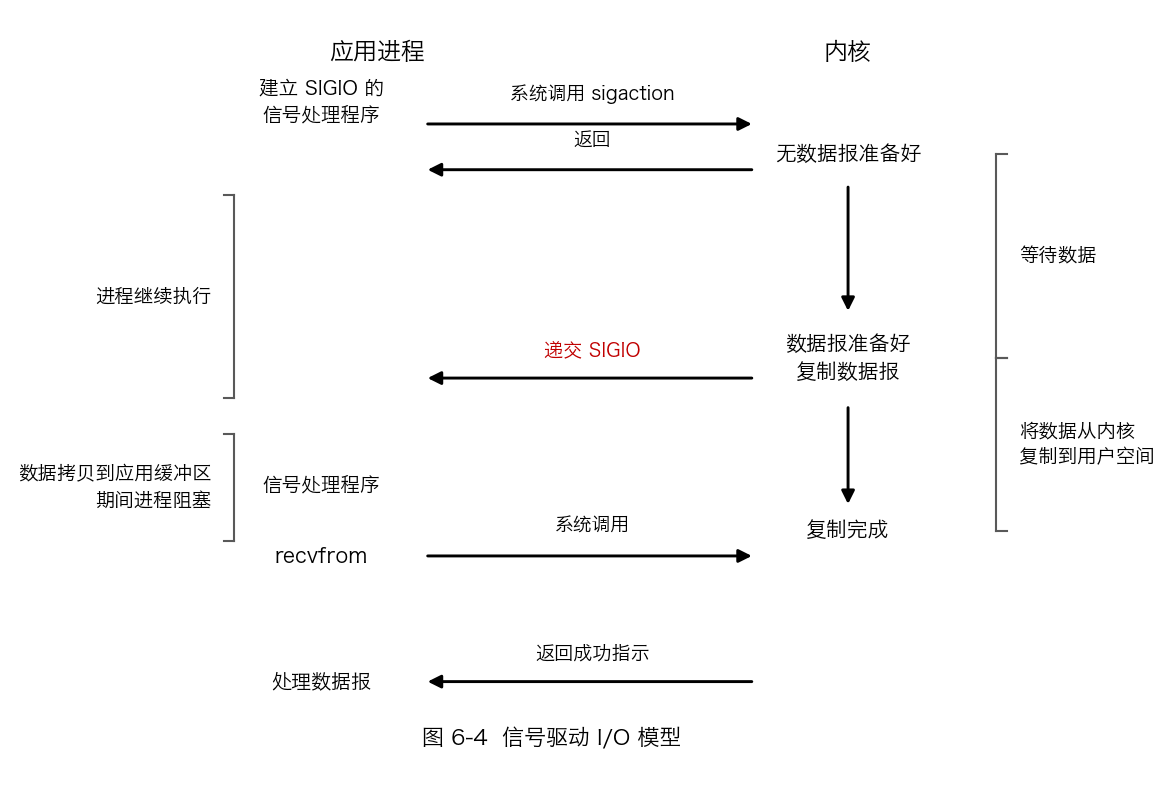 应用进程
内核
建立 SIGIO 的
信号处理程序
系统调用 sigaction
返回
无数据报准备好
等待数据
进程继续执行
递交 SIGIO
数据报准备好
复制数据报
将数据从内核
复制到用户空间
数据拷贝到应用缓冲区
期间进程阻塞
信号处理程序
系统调用
复制完成
recvfrom
返回成功指示
处理数据报
图 6-4 信号驱动 I/O 模型